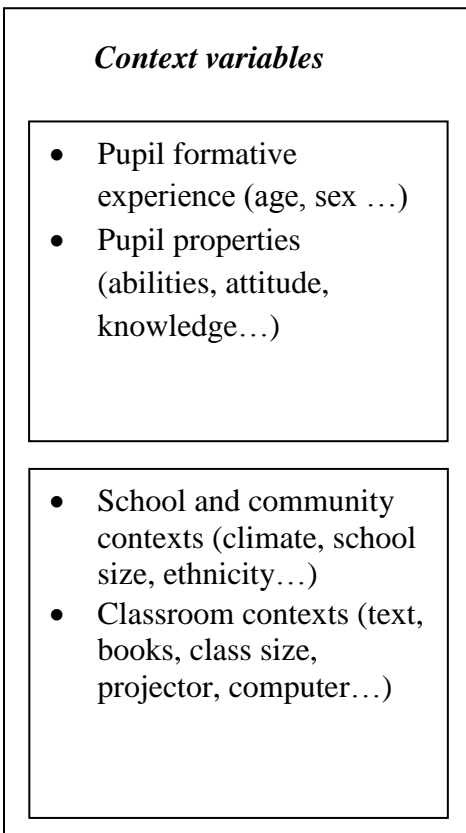 Context variables
• Pupil formative
experience (age, sex …)
• Pupil properties
(abilities, attitude,
knowledge…)
• School and community
contexts (climate, school
size, ethnicity…)
• Classroom contexts (text,
books, class size,
projector, computer…)